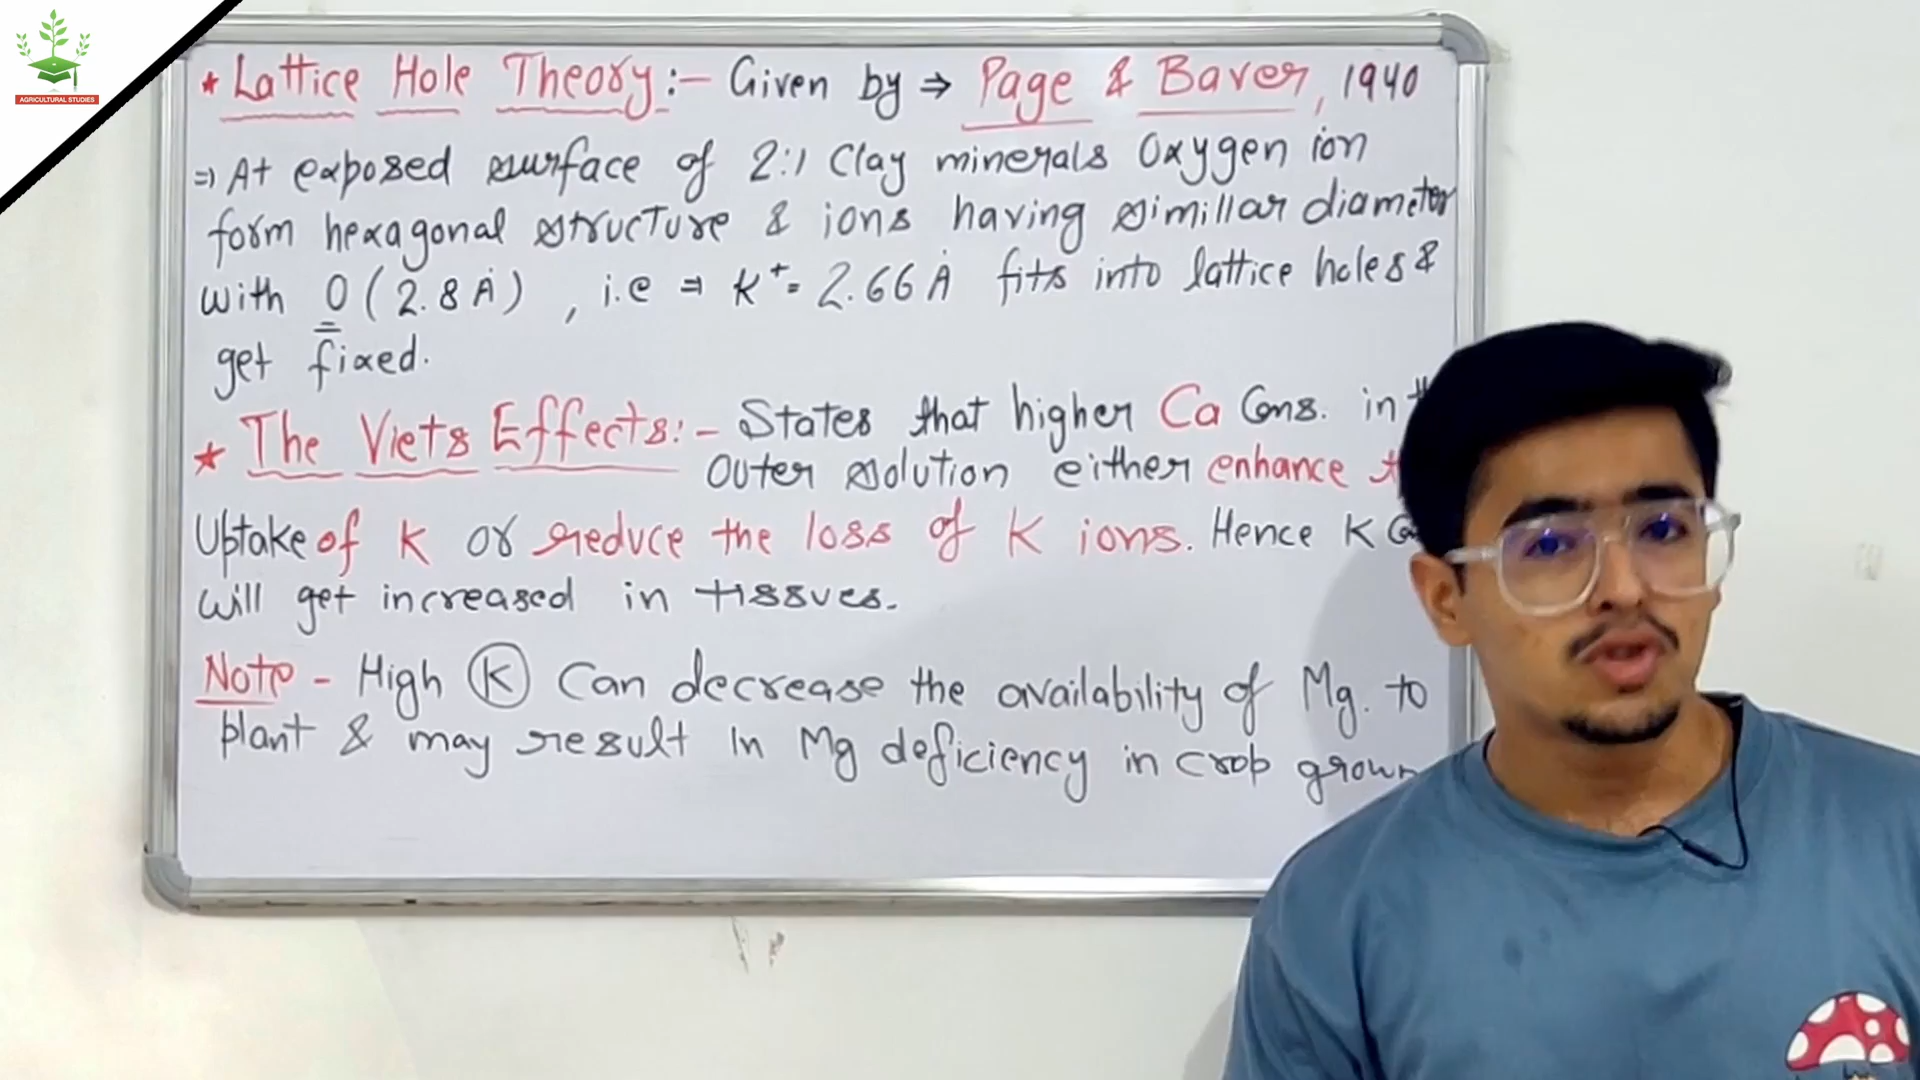 AGRICULTURAL STUDIES
* Lattice Hole Theory :- Given by ⇒ Page & Baver, 1940
⇒ At exposed surface of 2:1 Clay minerals Oxygen ion
form hexagonal structure & ions having simillar diameter
with O (2.8 Å) , i.e ⇒ K⁺= 2.66 Å fits into lattice holes &
get fixed.
* The Viets Effects:- States that higher Ca Cons. in
Outer solution either enhance
Uptake of K or reduce the loss of K ions. Hence K
will get increased in tissues.
Note - High K Can decrease the availability of Mg. to
plant & may result in Mg deficiency in crop grown